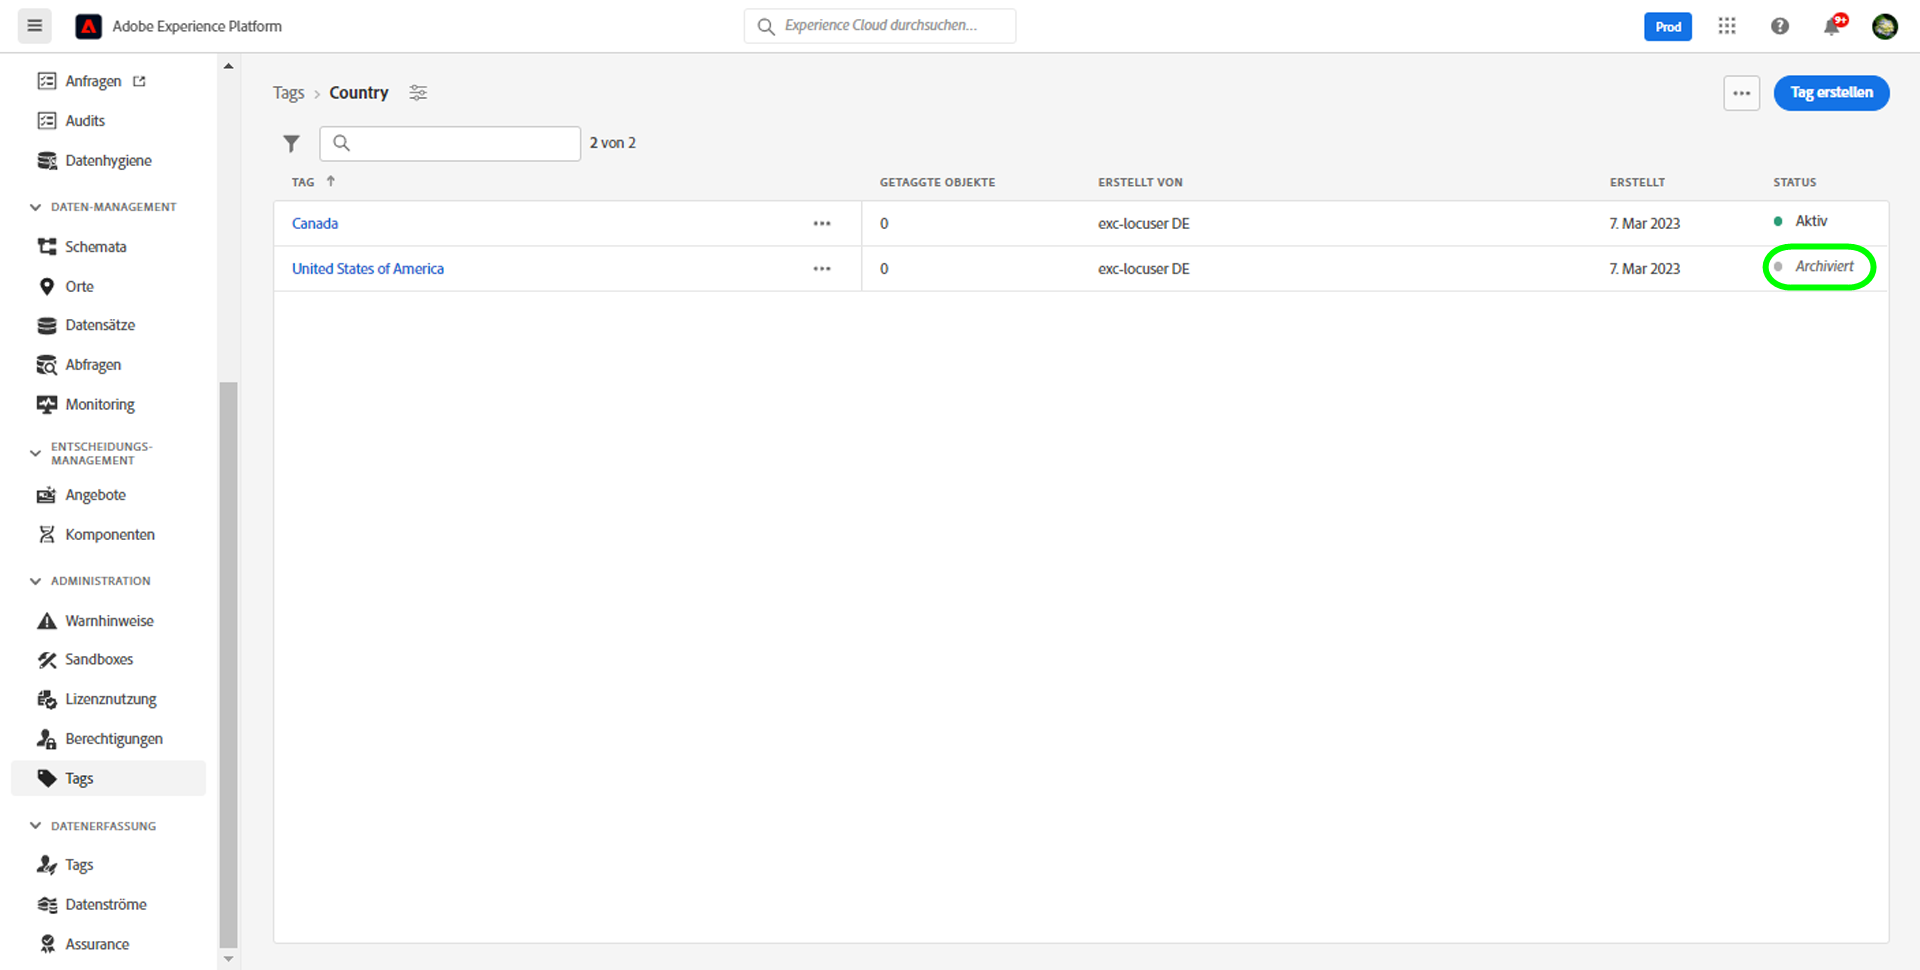 Adobe Experience Platform
Experience Cloud durchsuchen...
Prod
9+
Anfragen
Audits
Datenhygiene
DATEN-MANAGEMENT
Schemata
Orte
Datensätze
Abfragen
Monitoring
ENTSCHEIDUNGS-
MANAGEMENT
Angebote
Komponenten
ADMINISTRATION
Warnhinweise
Sandboxes
Lizenznutzung
Berechtigungen
Tags
DATENERFASSUNG
Tags
Datenströme
Assurance
Tags > Country
Tag erstellen
2 von 2
TAG GETAGGTE OBJEKTE ERSTELLT VON ERSTELLT STATUS
Canada 0 exc-locuser DE 7. Mar 2023 Aktiv
United States of America 0 exc-locuser DE 7. Mar 2023 Archiviert